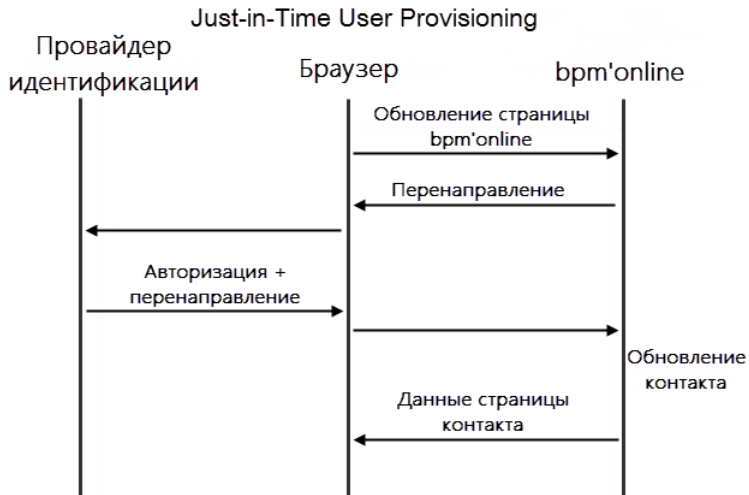 Just-in-Time User Provisioning
Провайдер
идентификации
Браузер
bpm'online
Обновление страницы
bpm'online
Перенаправление
Авторизация +
перенаправление
Обновление
контакта
Данные страницы
контакта